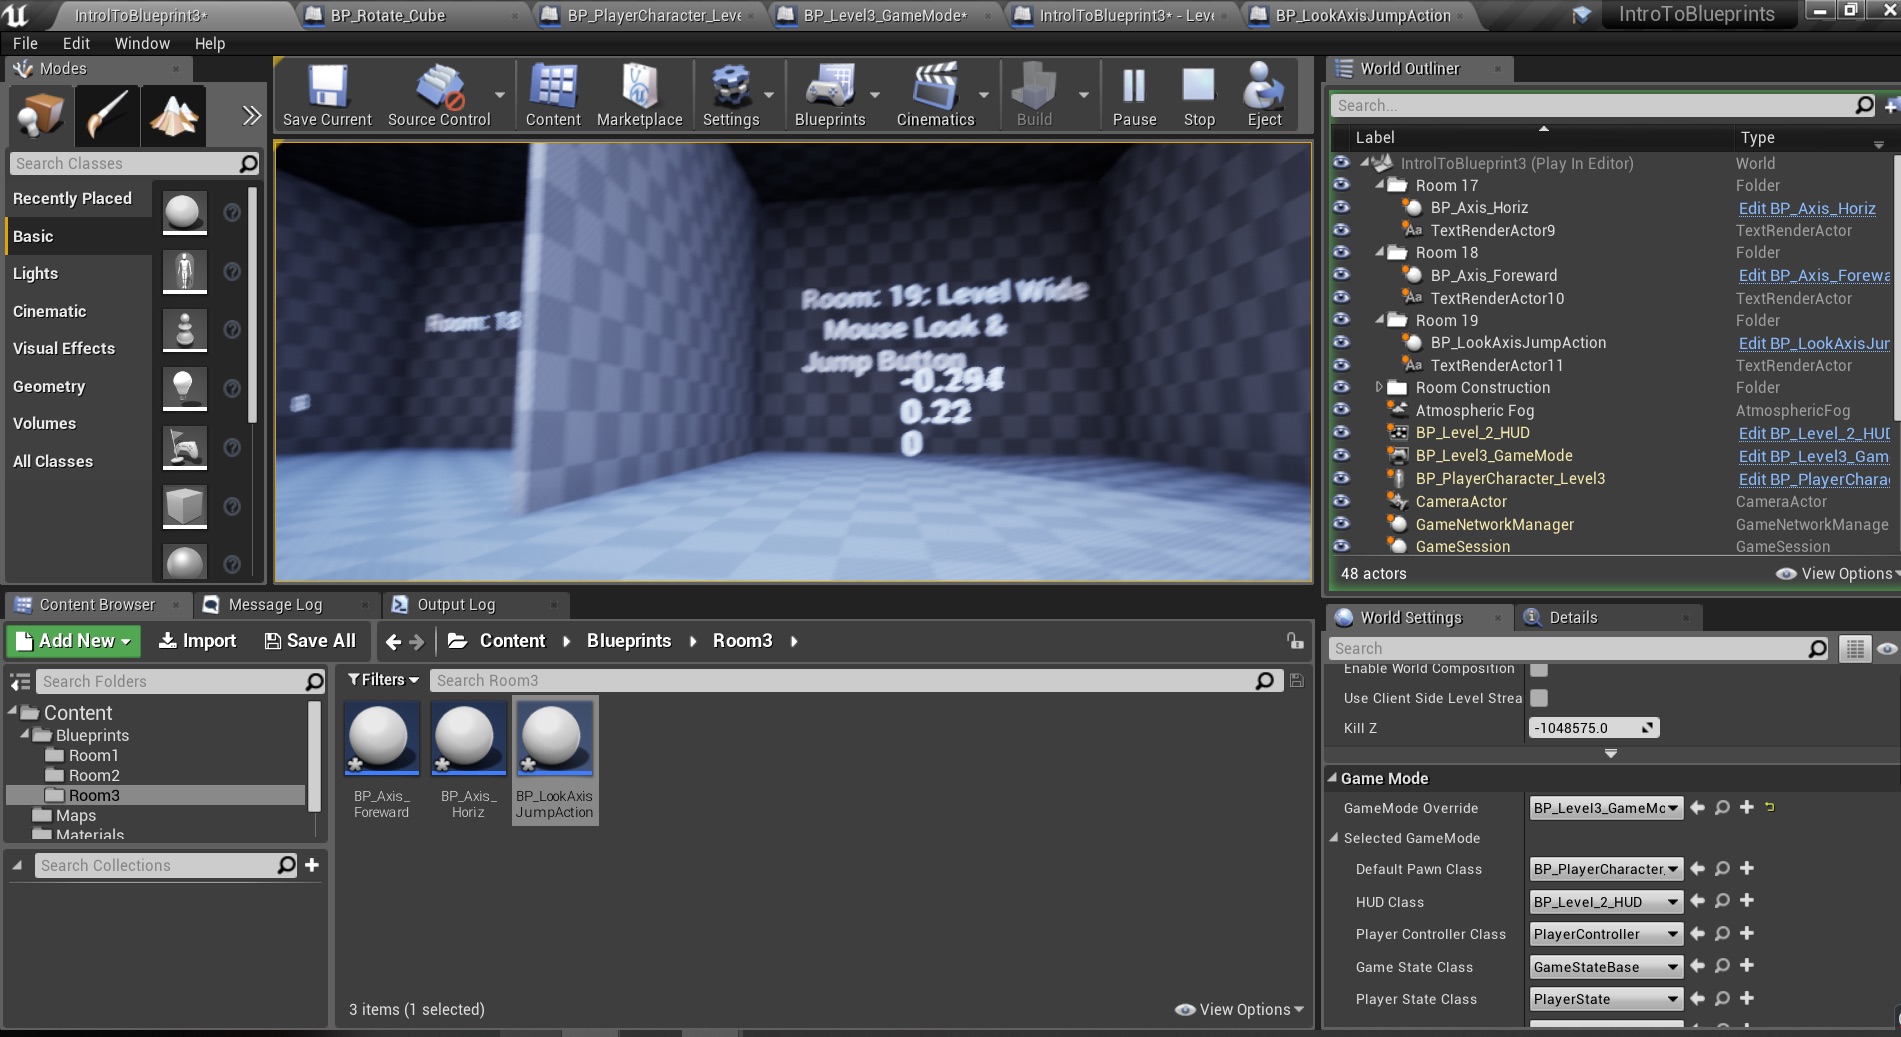 IntrolToBlueprint3*
BP_Rotate_Cube
BP_PlayerCharacter_Leve
BP_Level3_GameMode*
IntrolToBlueprint3* - Leve
BP_LookAxisJumpAction
IntroToBlueprints
File Edit Window Help
Modes
Search Classes
Recently Placed
Basic
Lights
Cinematic
Visual Effects
Geometry
Volumes
All Classes
Save Current
Source Control
Content
Marketplace
Settings
Blueprints
Cinematics
Build
Pause
Stop
Eject
Room: 18
Room: 19: Level Wide
Mouse Look &
Jump Button
-0.294
0.22
0
World Outliner
Search...
Label Type
IntrolToBlueprint3 (Play In Editor) World
Room 17 Folder
BP_Axis_Horiz Edit BP_Axis_Horiz
TextRenderActor9 TextRenderActor
Room 18 Folder
BP_Axis_Foreward Edit BP_Axis_Forewa
TextRenderActor10 TextRenderActor
Room 19 Folder
BP_LookAxisJumpAction Edit BP_LookAxisJur
TextRenderActor11 TextRenderActor
Room Construction Folder
Atmospheric Fog AtmosphericFog
BP_Level_2_HUD Edit BP_Level_2_HUD
BP_Level3_GameMode Edit BP_Level3_Gam
BP_PlayerCharacter_Level3 Edit BP_PlayerChara
CameraActor CameraActor
GameNetworkManager GameNetworkManage
GameSession GameSession
48 actors
View Options
Content Browser
Message Log
Output Log
Add New
Import
Save All
Content
Blueprints
Room3
Search Folders
Content
Blueprints
Room1
Room2
Room3
Maps
Materials
Search Collections
Filters
Search Room3
BP_Axis_
Foreward
BP_Axis_
Horiz
BP_LookAxis
JumpAction
3 items (1 selected)
View Options
World Settings
Details
Search
Enable World Composition
Use Client Side Level Strea
Kill Z -1048575.0
Game Mode
GameMode Override BP_Level3_GameMc
Selected GameMode
Default Pawn Class BP_PlayerCharacter_
HUD Class BP_Level_2_HUD
Player Controller Class PlayerController
Game State Class GameStateBase
Player State Class PlayerState